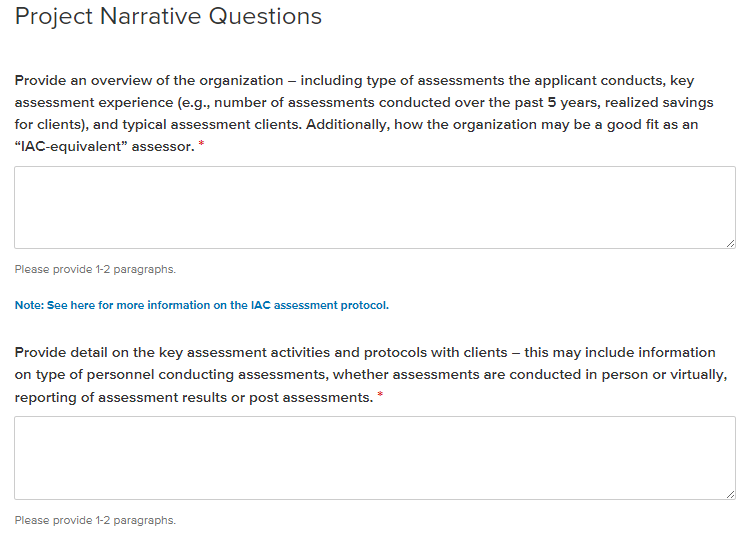 Project Narrative Questions
Provide an overview of the organization – including type of assessments the applicant conducts, key
assessment experience (e.g., number of assessments conducted over the past 5 years, realized savings
for clients), and typical assessment clients. Additionally, how the organization may be a good fit as an
“IAC-equivalent” assessor. *
Please provide 1-2 paragraphs.
Note: See here for more information on the IAC assessment protocol.
Provide detail on the key assessment activities and protocols with clients – this may include information
on type of personnel conducting assessments, whether assessments are conducted in person or virtually,
reporting of assessment results or post assessments. *
Please provide 1-2 paragraphs.